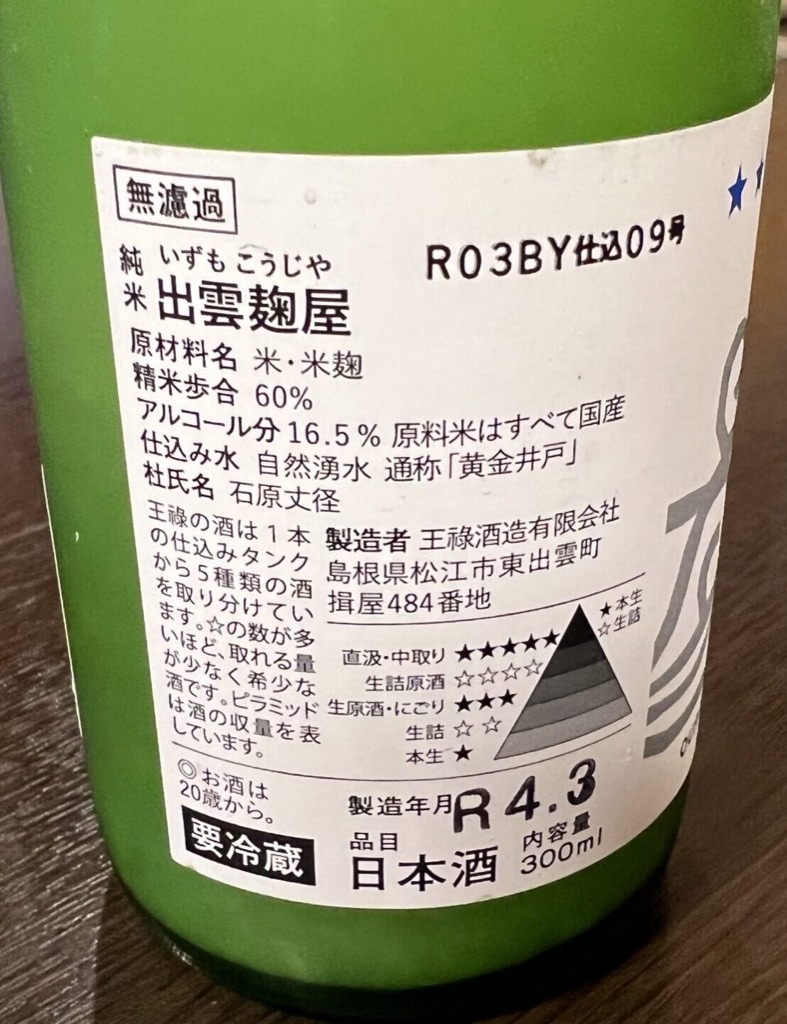 無濾過
R03BY仕込09号
純米 いずもこうじや
出雲麹屋
原材料名 米・米麹
精米歩合 60%
アルコール分 16.5% 原料米はすべて国産
仕込み水 自然湧水 通称「黄金井戸」
杜氏名 石原丈径
王祿の酒は1本
の仕込みタンク
から5種類の酒
を取り分けてい
ます。☆の数が多
いほど、取れる量
が少なく希少な
酒です。ピラミッド
は酒の収量を表
しています。
製造者 王祿酒造有限会社
島根県松江市東出雲町
揖屋484番地
★本生
☆生詰
直汲・中取り ★★★★★
生詰原酒 ☆☆☆☆
生原酒・にごり ★★★
生詰 ☆☆
本生 ★
◎お酒は
20歳から。
要冷蔵
製造年月 R4.3
品目
日本酒
内容量
300ml